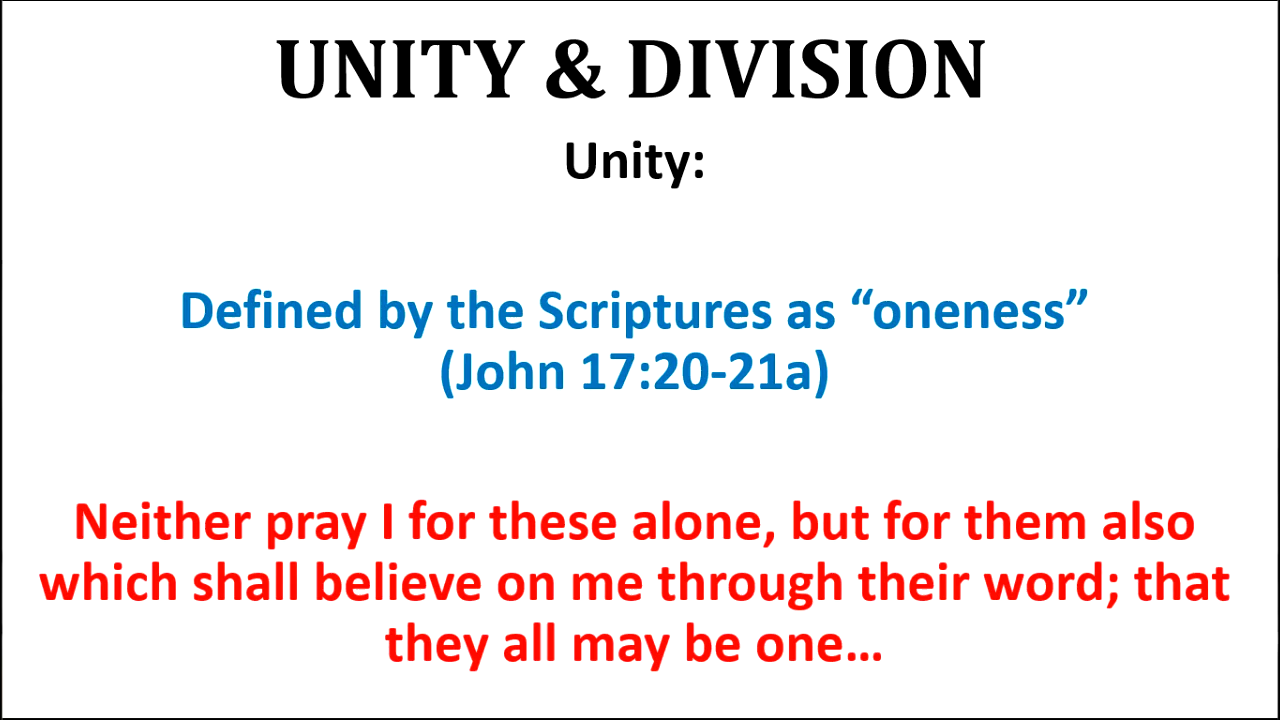 UNITY & DIVISION
Unity:
Defined by the Scriptures as “oneness”
(John 17:20-21a)
Neither pray I for these alone, but for them also
which shall believe on me through their word; that
they all may be one…